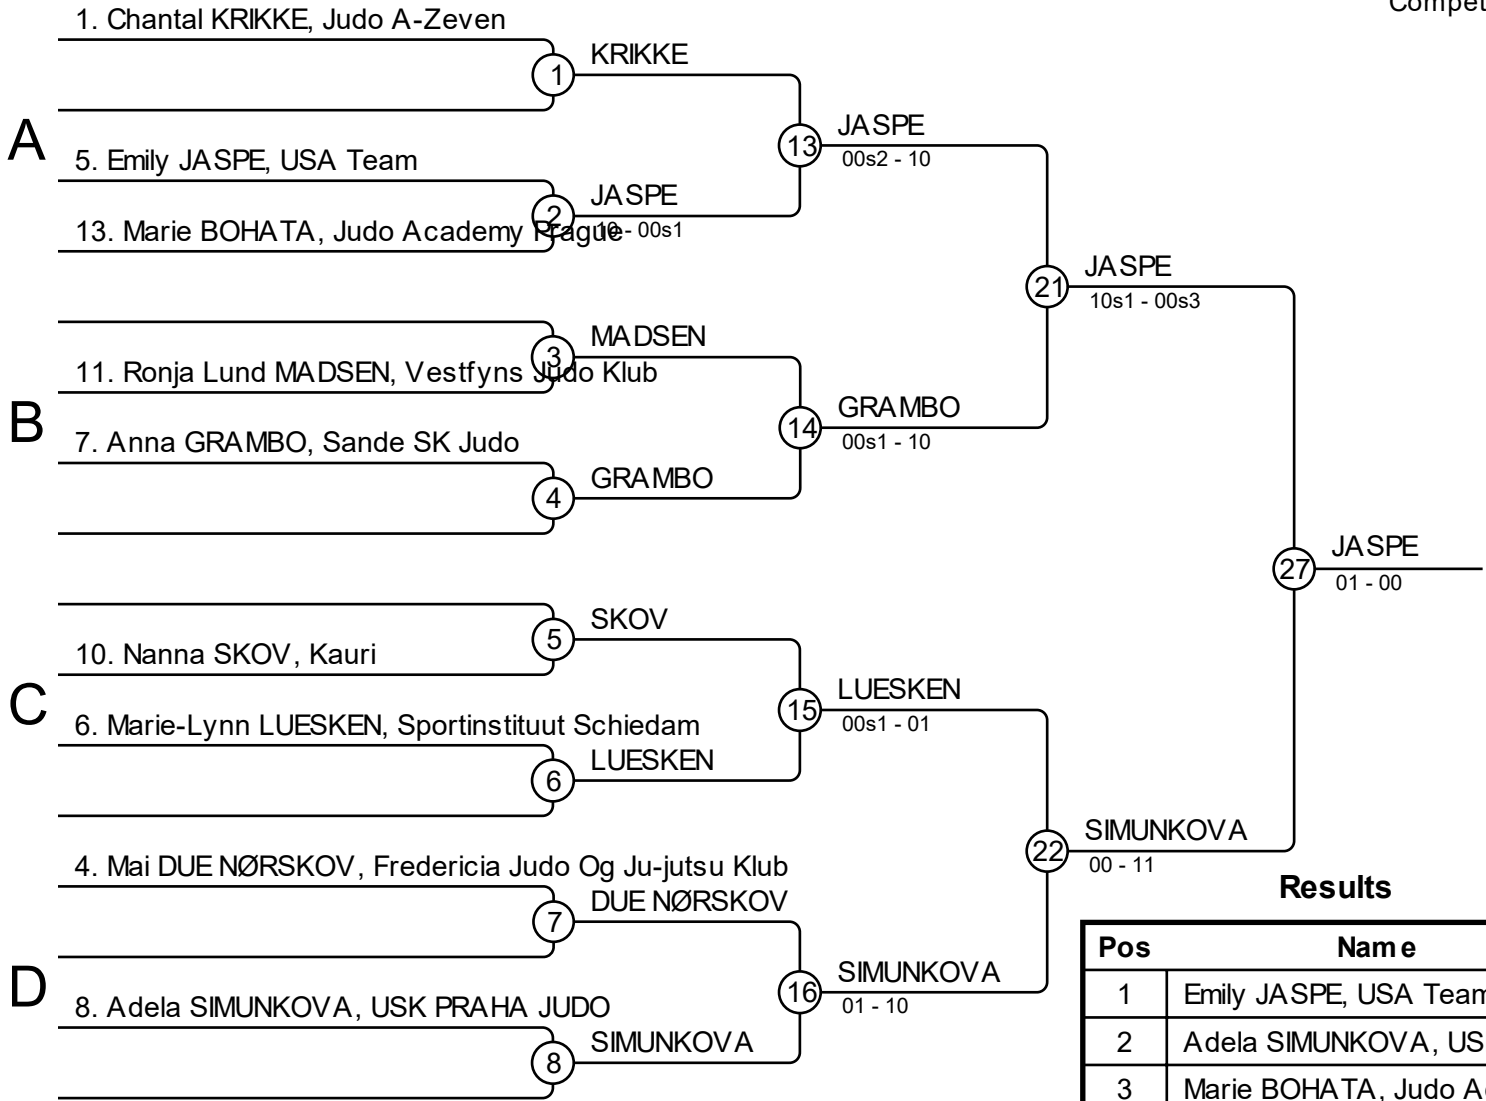 Compet
1. Chantal KRIKKE, Judo A-Zeven
1
KRIKKE
A
5. Emily JASPE, USA Team
13
JASPE
00s2 - 10
2
JASPE
10 - 00s1
13. Marie BOHATA, Judo Academy Prague
21
JASPE
10s1 - 00s3
3
MADSEN
11. Ronja Lund MADSEN, Vestfyns Judo Klub
B
14
GRAMBO
00s1 - 10
7. Anna GRAMBO, Sande SK Judo
4
GRAMBO
27
JASPE
01 - 00
5
SKOV
10. Nanna SKOV, Kauri
C
15
LUESKEN
00s1 - 01
6. Marie-Lynn LUESKEN, Sportinstituut Schiedam
6
LUESKEN
22
SIMUNKOVA
00 - 11
4. Mai DUE NØRSKOV, Fredericia Judo Og Ju-jutsu Klub
7
DUE NØRSKOV
D
16
SIMUNKOVA
01 - 10
8. Adela SIMUNKOVA, USK PRAHA JUDO
8
SIMUNKOVA
Results
Pos Name
1 Emily JASPE, USA Team
2 Adela SIMUNKOVA, US
3 Marie BOHATA, Judo A